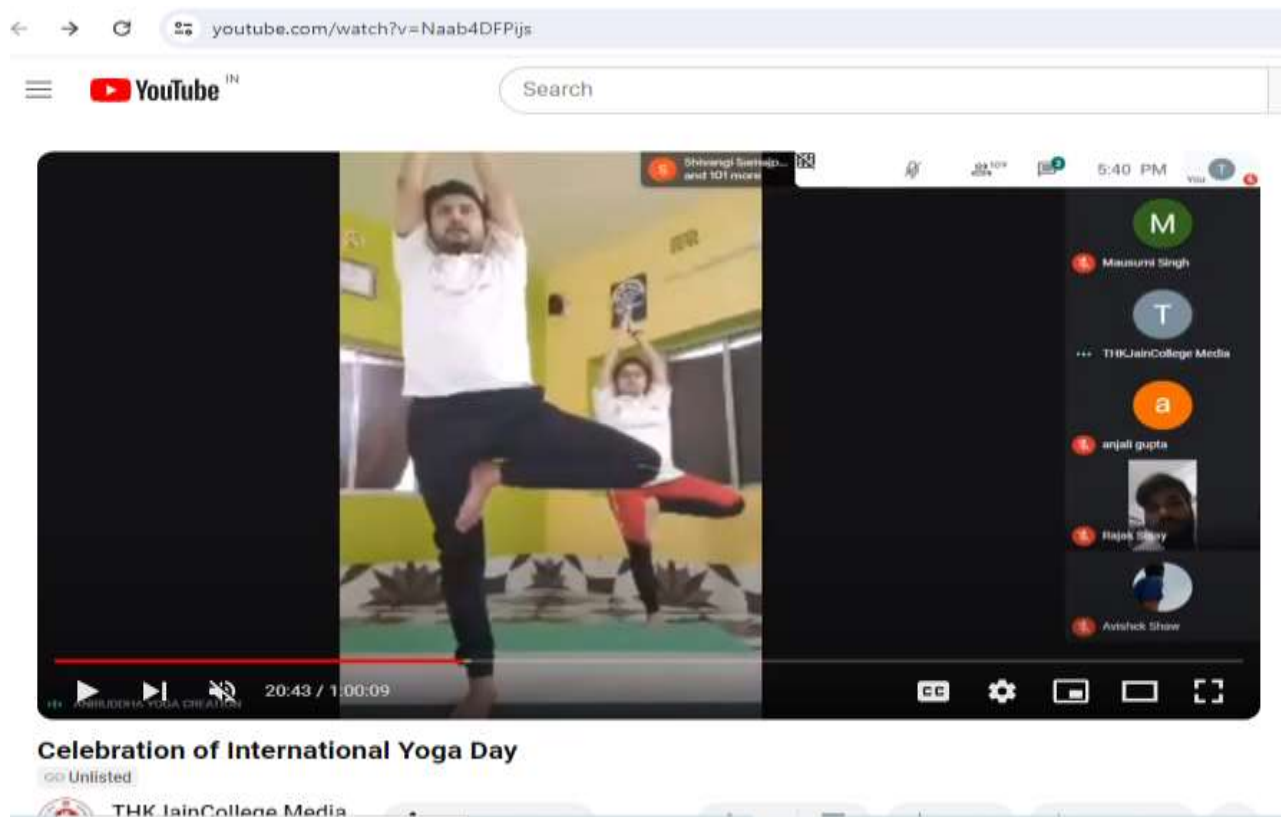 youtube.com/watch?v=Naab4DFPijs
YouTube IN
Search
S
and 101 more
5:40 PM
You
T
M
Mausumi Singh
T
THKJainCollege Media
a
anjali gupta
Avishek Shaw
20:43 / 1:00:09
CC
ANIRUDDHA YOGA CREATION
Celebration of International Yoga Day
Unlisted
THK JainCollege Media